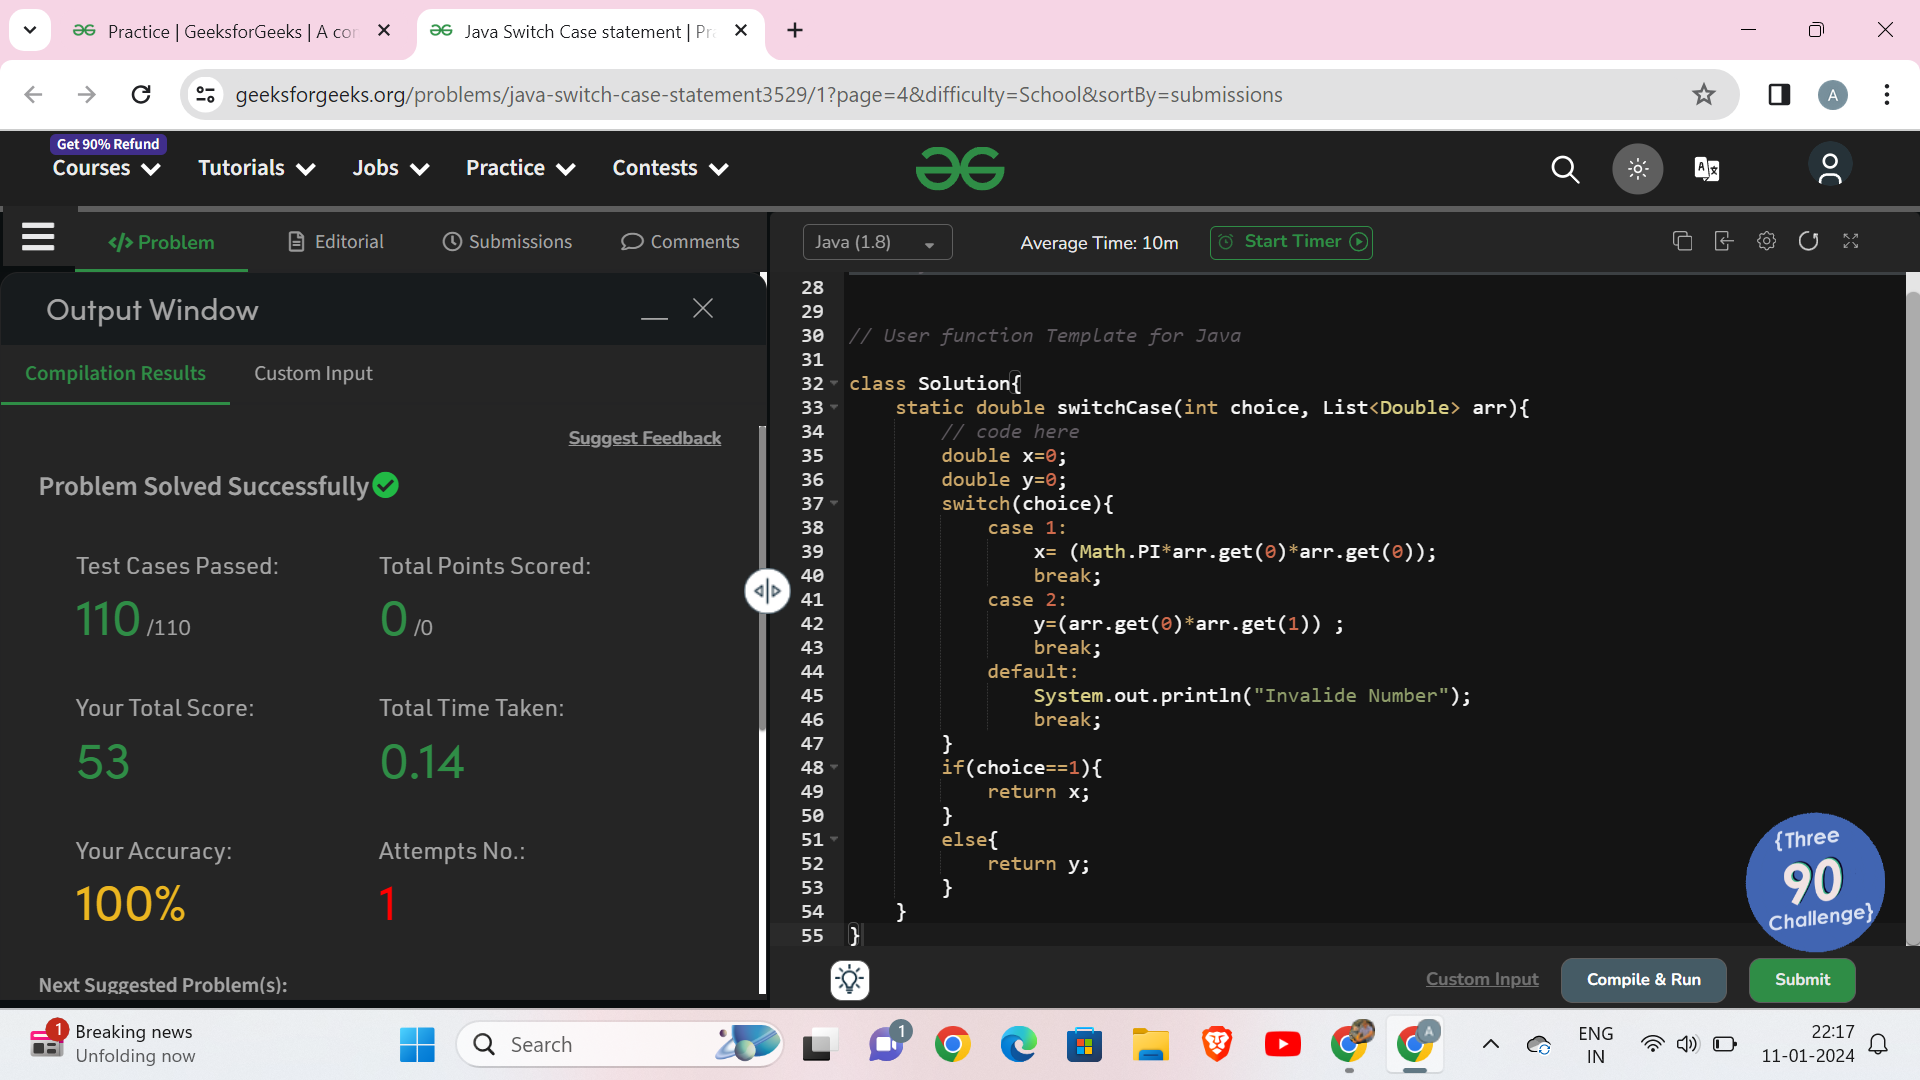 Practice | GeeksforGeeks | A co
Java Switch Case statement | Pr
geeksforgeeks.org/problems/java-switch-case-statement3529/1?page=4&difficulty=School&sortBy=submissions
A
Get 90% Refund
Courses
Tutorials
Jobs
Practice
Contests
</> Problem
Editorial
Submissions
Comments
Java (1.8)
Average Time: 10m
Start Timer
Output Window
Compilation Results
Custom Input
Suggest Feedback
Problem Solved Successfully
Test Cases Passed:
110 /110
Total Points Scored:
0 /0
Your Total Score:
53
Total Time Taken:
0.14
Your Accuracy:
100%
Attempts No.:
1
Next Suggested Problem(s):
28
29
30 // User function Template for Java
31
32 class Solution{
33 static double switchCase(int choice, List<Double> arr){
34 // code here
35 double x=0;
36 double y=0;
37 switch(choice){
38 case 1:
39 x= (Math.PI*arr.get(0)*arr.get(0));
40 break;
41 case 2:
42 y=(arr.get(0)*arr.get(1)) ;
43 break;
44 default:
45 System.out.println("Invalide Number");
46 break;
47 }
48 if(choice==1){
49 return x;
50 }
51 else{
52 return y;
53 }
54 }
55 }
{Three
90
Challenge}
Custom Input
Compile & Run
Submit
1
Breaking news
Unfolding now
Search
1
A
ENG
IN
22:17
11-01-2024